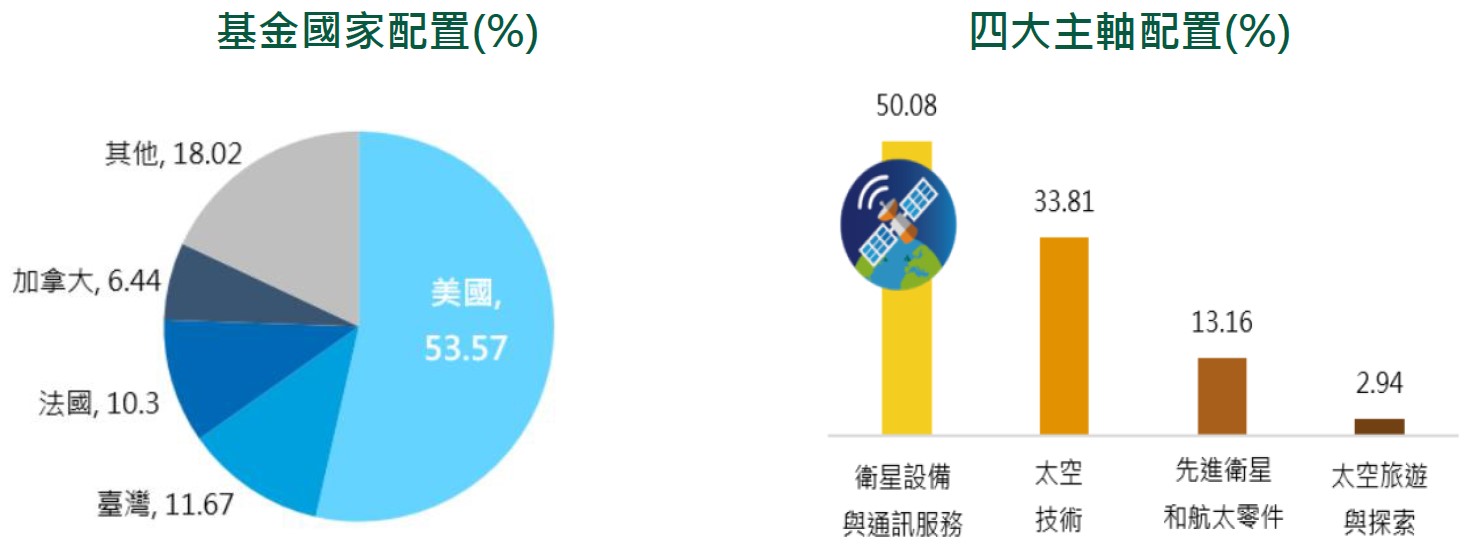 基金國家配置(%)
其他, 18.02
加拿大, 6.44
法國, 10.3
臺灣, 11.67
美國,
53.57
四大主軸配置(%)
50.08
33.81
13.16
2.94
衛星設備
與通訊服務
太空
技術
先進衛星
和航太零件
太空旅遊
與探索